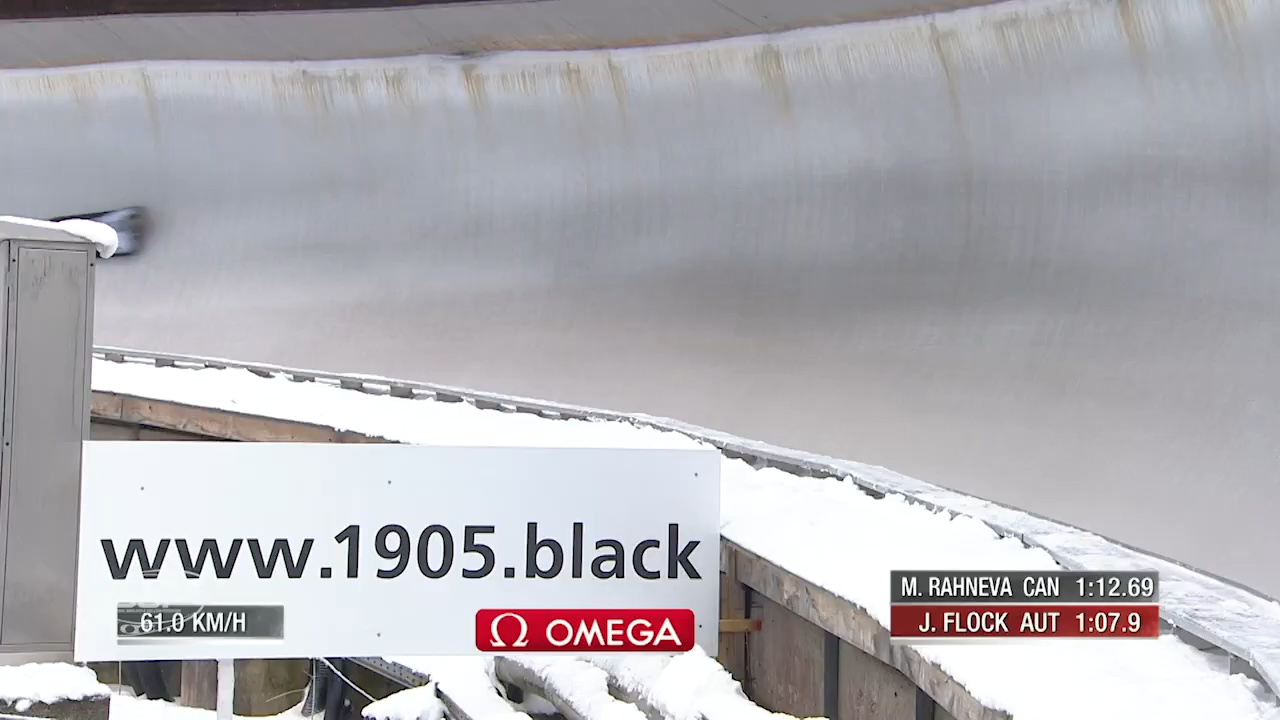 www.1905.black
61.0 KM/H
Ω OMEGA
M. RAHNEVA CAN 1:12.69
J. FLOCK AUT 1:07.9